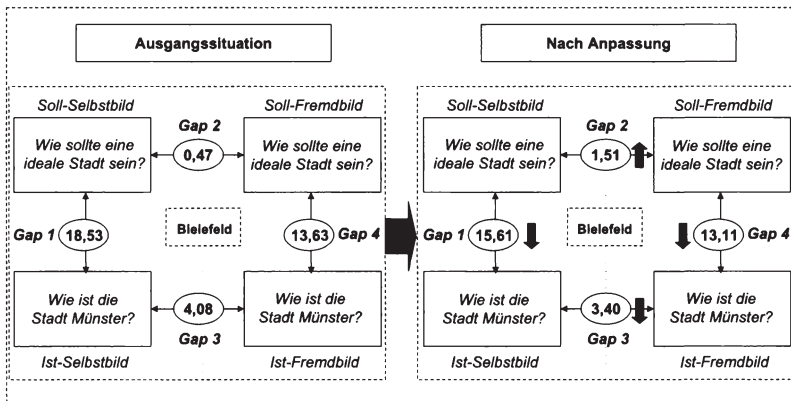 Ausgangssituation
Soll-Selbstbild
Soll-Fremdbild
Gap 2
Wie sollte eine
ideale Stadt sein?
0,47
Wie sollte eine
ideale Stadt sein?
Gap 1
18,53
Bielefeld
13,63
Gap 4
Wie ist die
Stadt Münster?
4,08
Wie ist die
Stadt Münster?
Gap 3
Ist-Selbstbild
Ist-Fremdbild
Nach Anpassung
Soll-Selbstbild
Soll-Fremdbild
Gap 2
Wie sollte eine
ideale Stadt sein?
1,51
Wie sollte eine
ideale Stadt sein?
Gap 1
15,61
Bielefeld
13,11
Gap 4
Wie ist die
Stadt Münster?
3,40
Wie ist die
Stadt Münster?
Gap 3
Ist-Selbstbild
Ist-Fremdbild